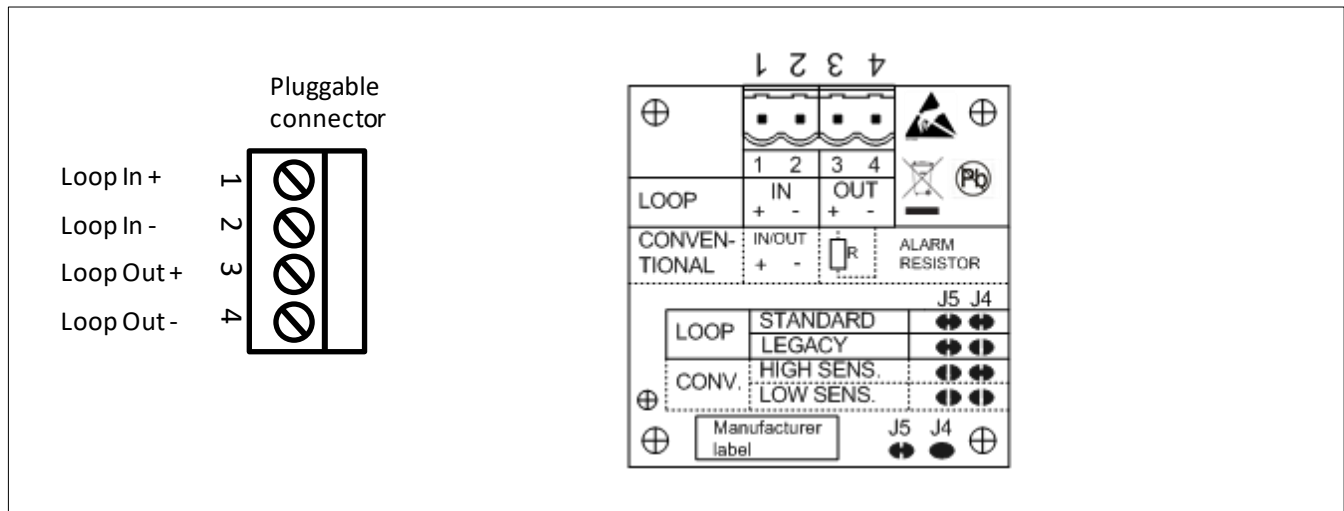 Pluggable
connector
Loop In +
Loop In -
Loop Out +
Loop Out -
1
2
3
4
1 2 3 4
1 2 3 4
LOOP
IN OUT
+ - + -
Pb
CONVEN-
TIONAL
IN/OUT
+ -
R
ALARM
RESISTOR
J5 J4
LOOP
STANDARD
LEGACY
CONV.
HIGH SENS.
LOW SENS.
Manufacturer
label
J5 J4